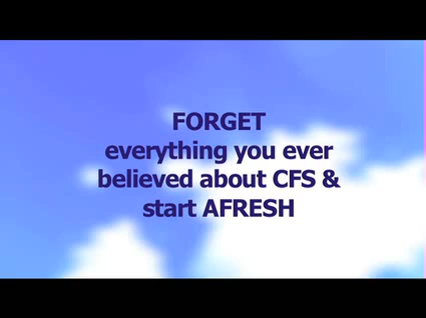 FORGET
everything you ever
believed about CFS &
start AFRESH